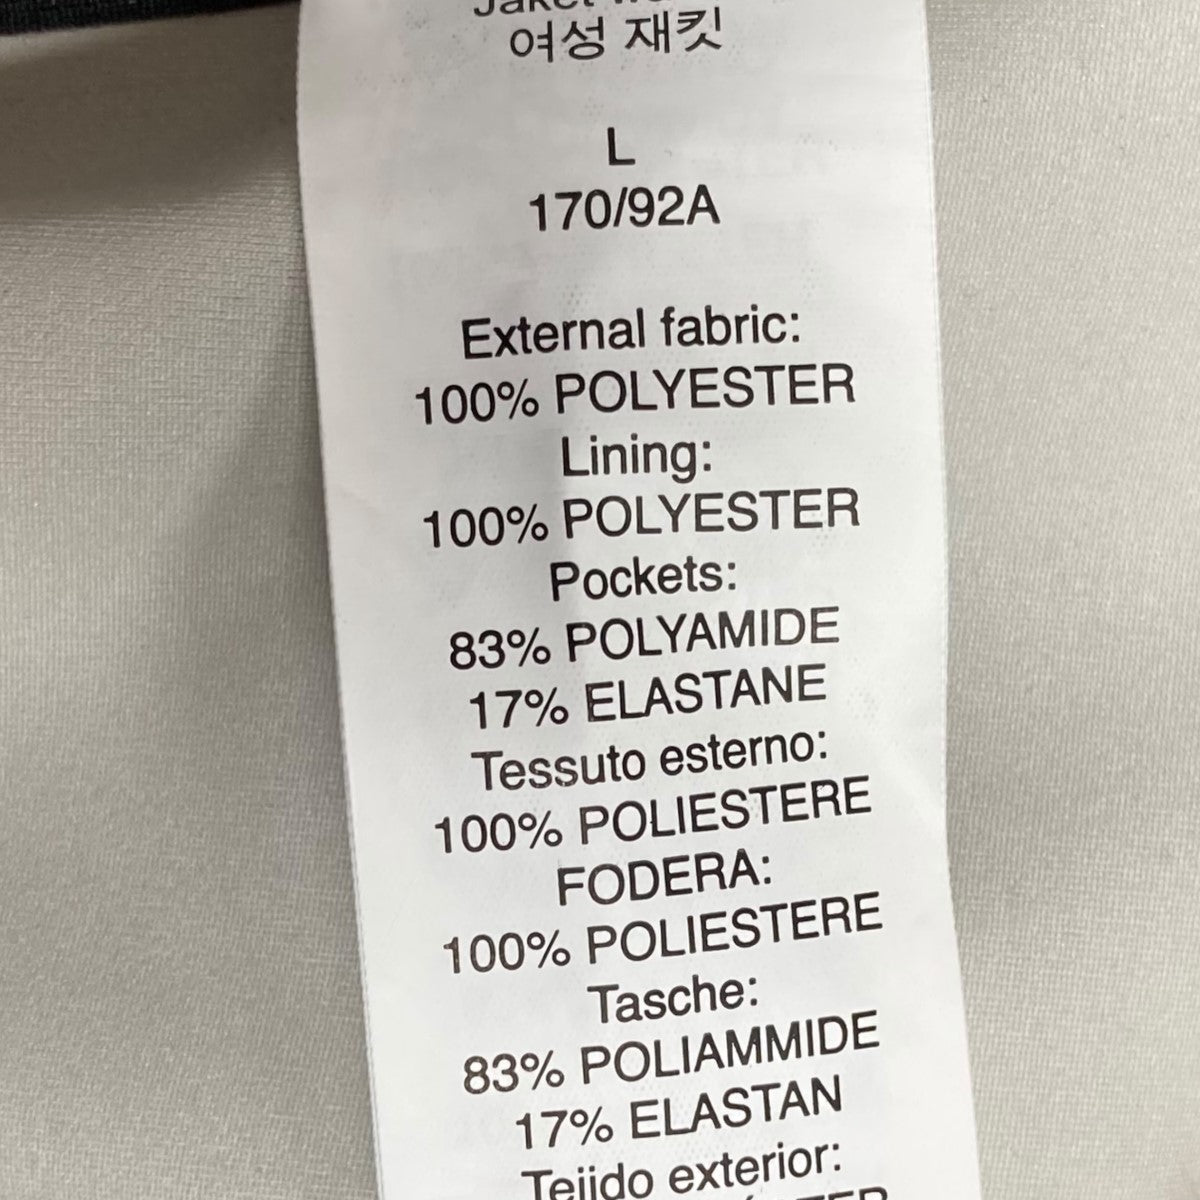 여성 재킷
L
170/92A
External fabric:
100% POLYESTER
Lining:
100% POLYESTER
Pockets:
83% POLYAMIDE
17% ELASTANE
Tessuto esterno:
100% POLIESTERE
FODERA:
100% POLIESTERE
Tasche:
83% POLIAMMIDE
17% ELASTAN
Tejido exterior: